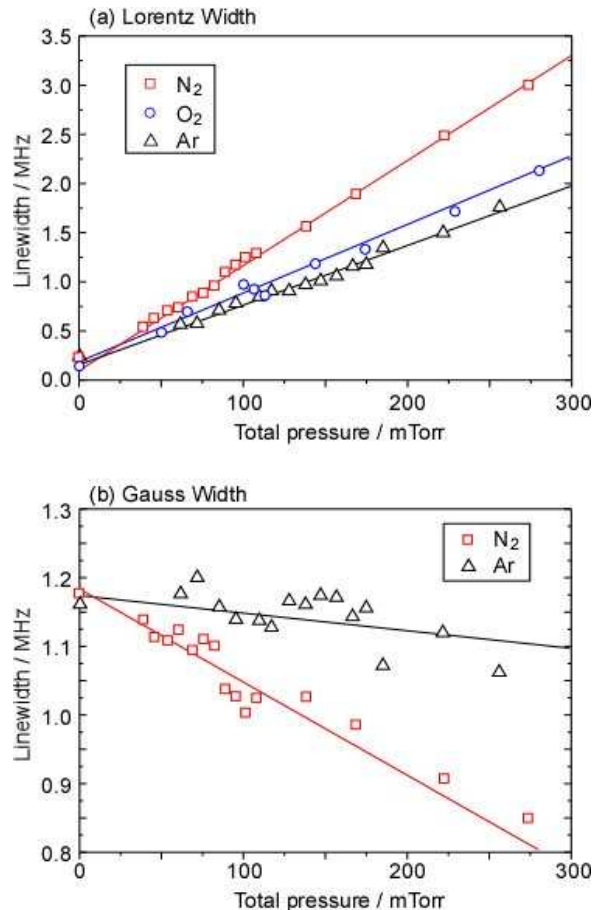 (a) Lorentz Width
3.5
3.0
2.5
2.0
1.5
1.0
0.5
0.0
Linewidth / MHz
N2
O2
Ar
0 100 200 300
Total pressure / mTorr
(b) Gauss Width
1.3
1.2
1.1
1.0
0.9
0.8
Linewidth / MHz
N2
Ar
0 100 200 300
Total pressure / mTorr